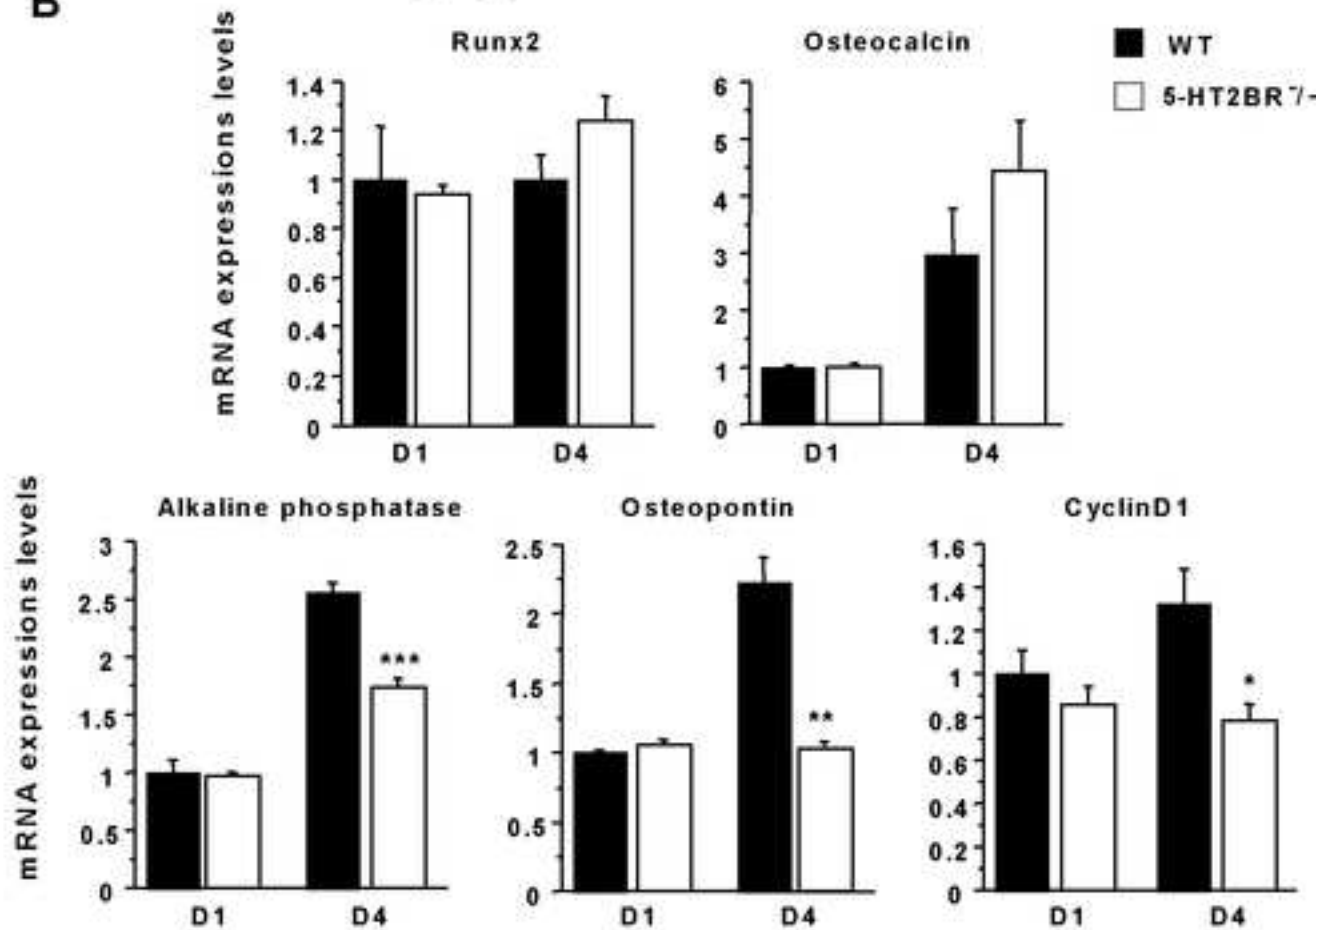 B
Runx2
mRNA expressions levels
1.4
1.2
1
0.8
0.6
0.4
0.2
0
D1 D4
Osteocalcin
6
5
4
3
2
1
0
D1 D4
WT
5-HT2BR-/-
Alkaline phosphatase
mRNA expressions levels
3
2.5
2
1.5
1
0.5
0
***
D1 D4
Osteopontin
2.5
2
1.5
1
0.5
0
**
D1 D4
CyclinD1
1.6
1.4
1.2
1
0.8
0.6
0.4
0.2
0
*
D1 D4